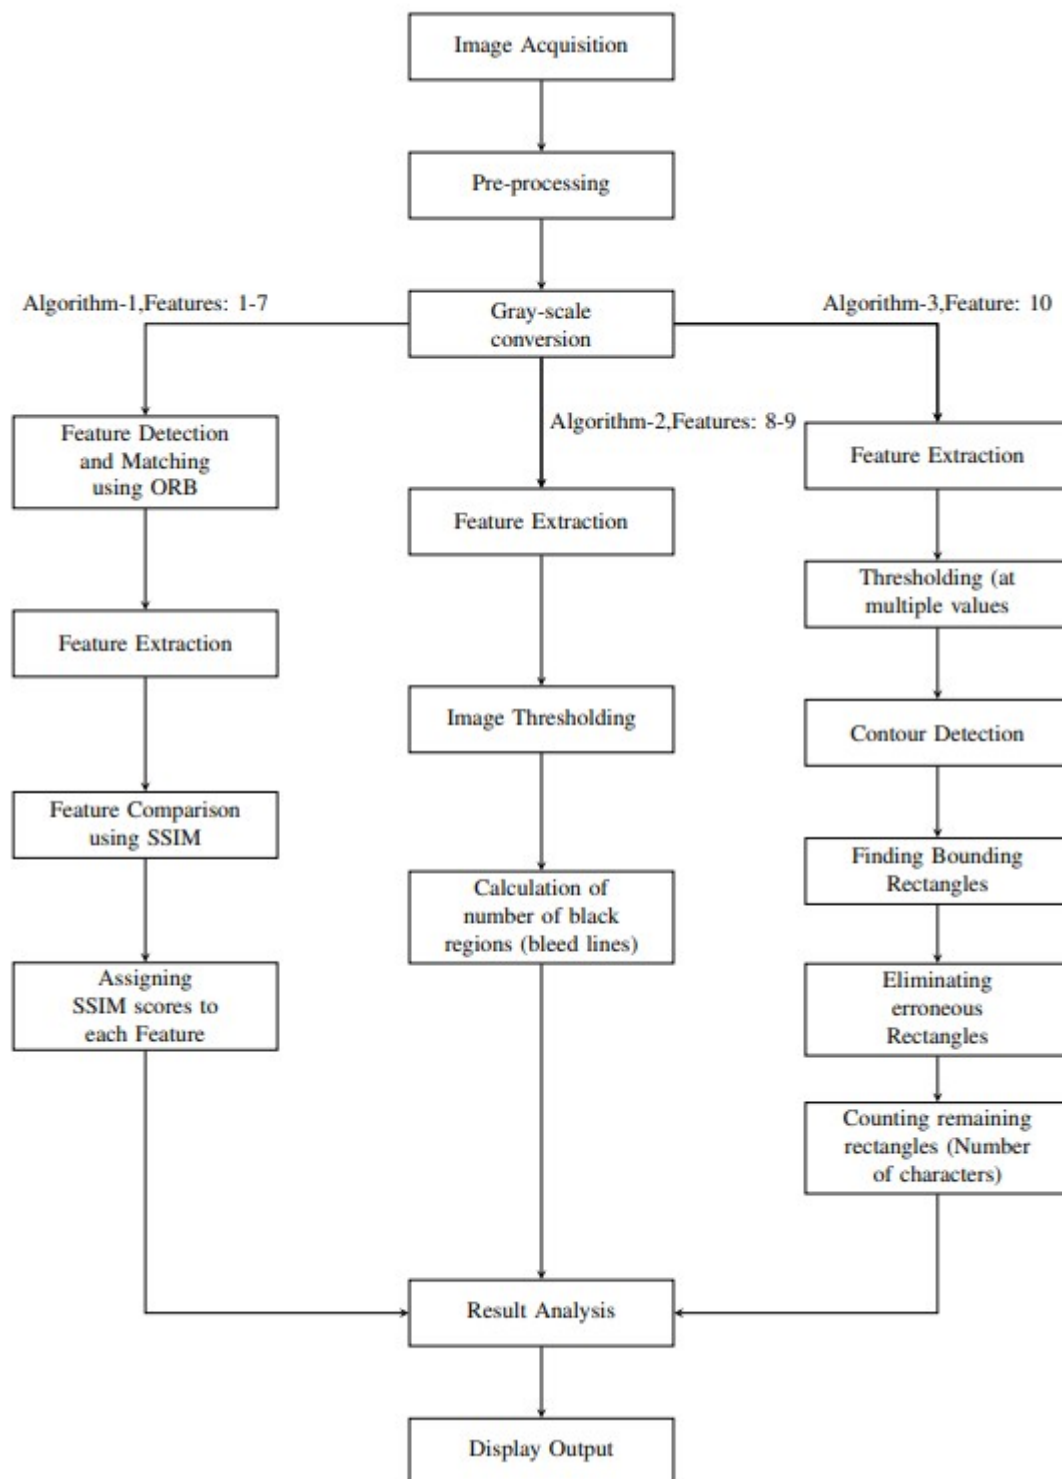 Image Acquisition
Pre-processing
Gray-scale
conversion
Algorithm-1,Features: 1-7
Feature Detection
and Matching
using ORB
Feature Extraction
Feature Comparison
using SSIM
Assigning
SSIM scores to
each Feature
Algorithm-2,Features: 8-9
Feature Extraction
Image Thresholding
Calculation of
number of black
regions (bleed lines)
Algorithm-3,Feature: 10
Feature Extraction
Thresholding (at
multiple values
Contour Detection
Finding Bounding
Rectangles
Eliminating
erroneous
Rectangles
Counting remaining
rectangles (Number
of characters)
Result Analysis
Display Output